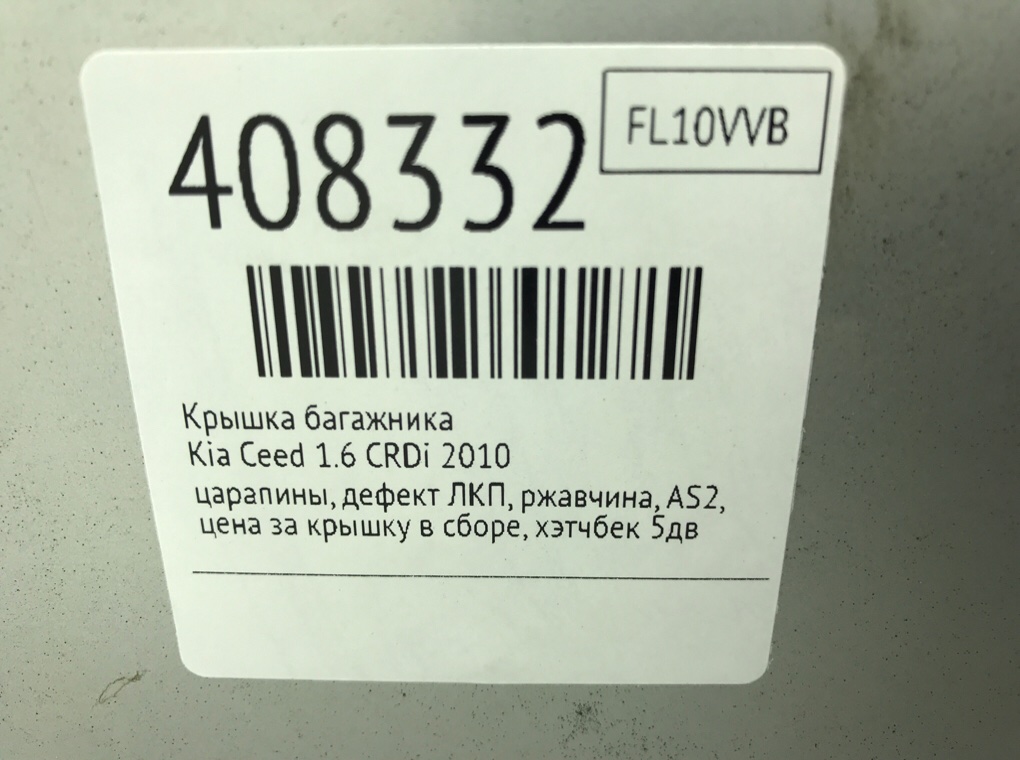 408332
FL10VVB
Крышка багажника
Kia Ceed 1.6 CRDi 2010
царапины, дефект ЛКП, ржавчина, AS2,
цена за крышку в сборе, хэтчбек 5дв